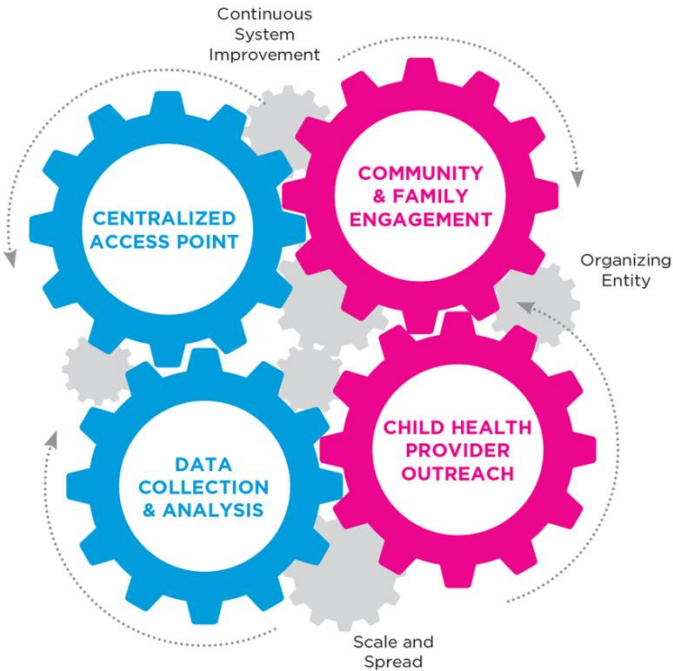 Continuous
System
Improvement
COMMUNITY
& FAMILY
ENGAGEMENT
CENTRALIZED
ACCESS POINT
Organizing
Entity
CHILD HEALTH
PROVIDER
OUTREACH
DATA
COLLECTION
& ANALYSIS
Scale and
Spread